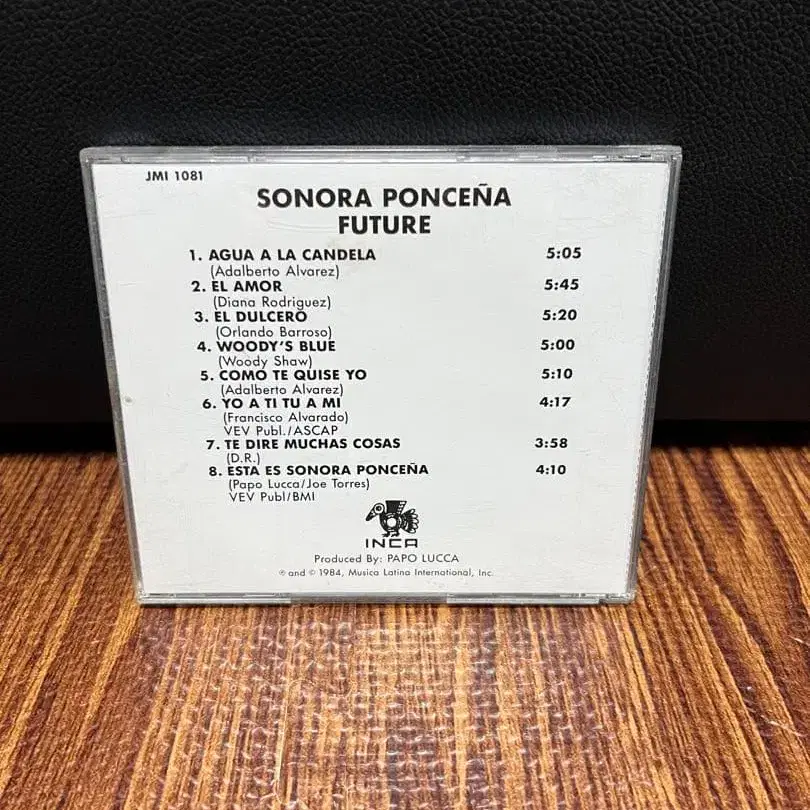 JMI 1081
SONORA PONCEÑA
FUTURE
1. AGUA A LA CANDELA 5:05
(Adalberto Alvarez)
2. EL AMOR 5:45
(Diana Rodriguez)
3. EL DULCERO 5:20
(Orlando Barroso)
4. WOODY'S BLUE 5:00
(Woody Shaw)
5. COMO TE QUISE YO 5:10
(Adalberto Alvarez)
6. YO A TI TU A MI 4:17
(Francisco Alvarado)
VEV Publ./ASCAP
7. TE DIRE MUCHAS COSAS 3:58
(D.R.)
8. ESTA ES SONORA PONCEÑA 4:10
(Papo Lucca/Joe Torres)
VEV Publ/BMI
INCA
Produced By: PAPO LUCCA
℗ and © 1984, Musica Latina International, Inc.